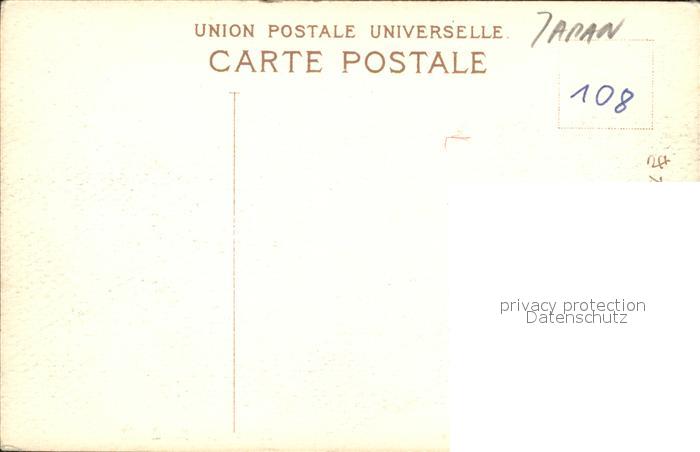 UNION POSTALE UNIVERSELLE.
JAPAN
CARTE POSTALE
108
privacy protection
Datenschutz